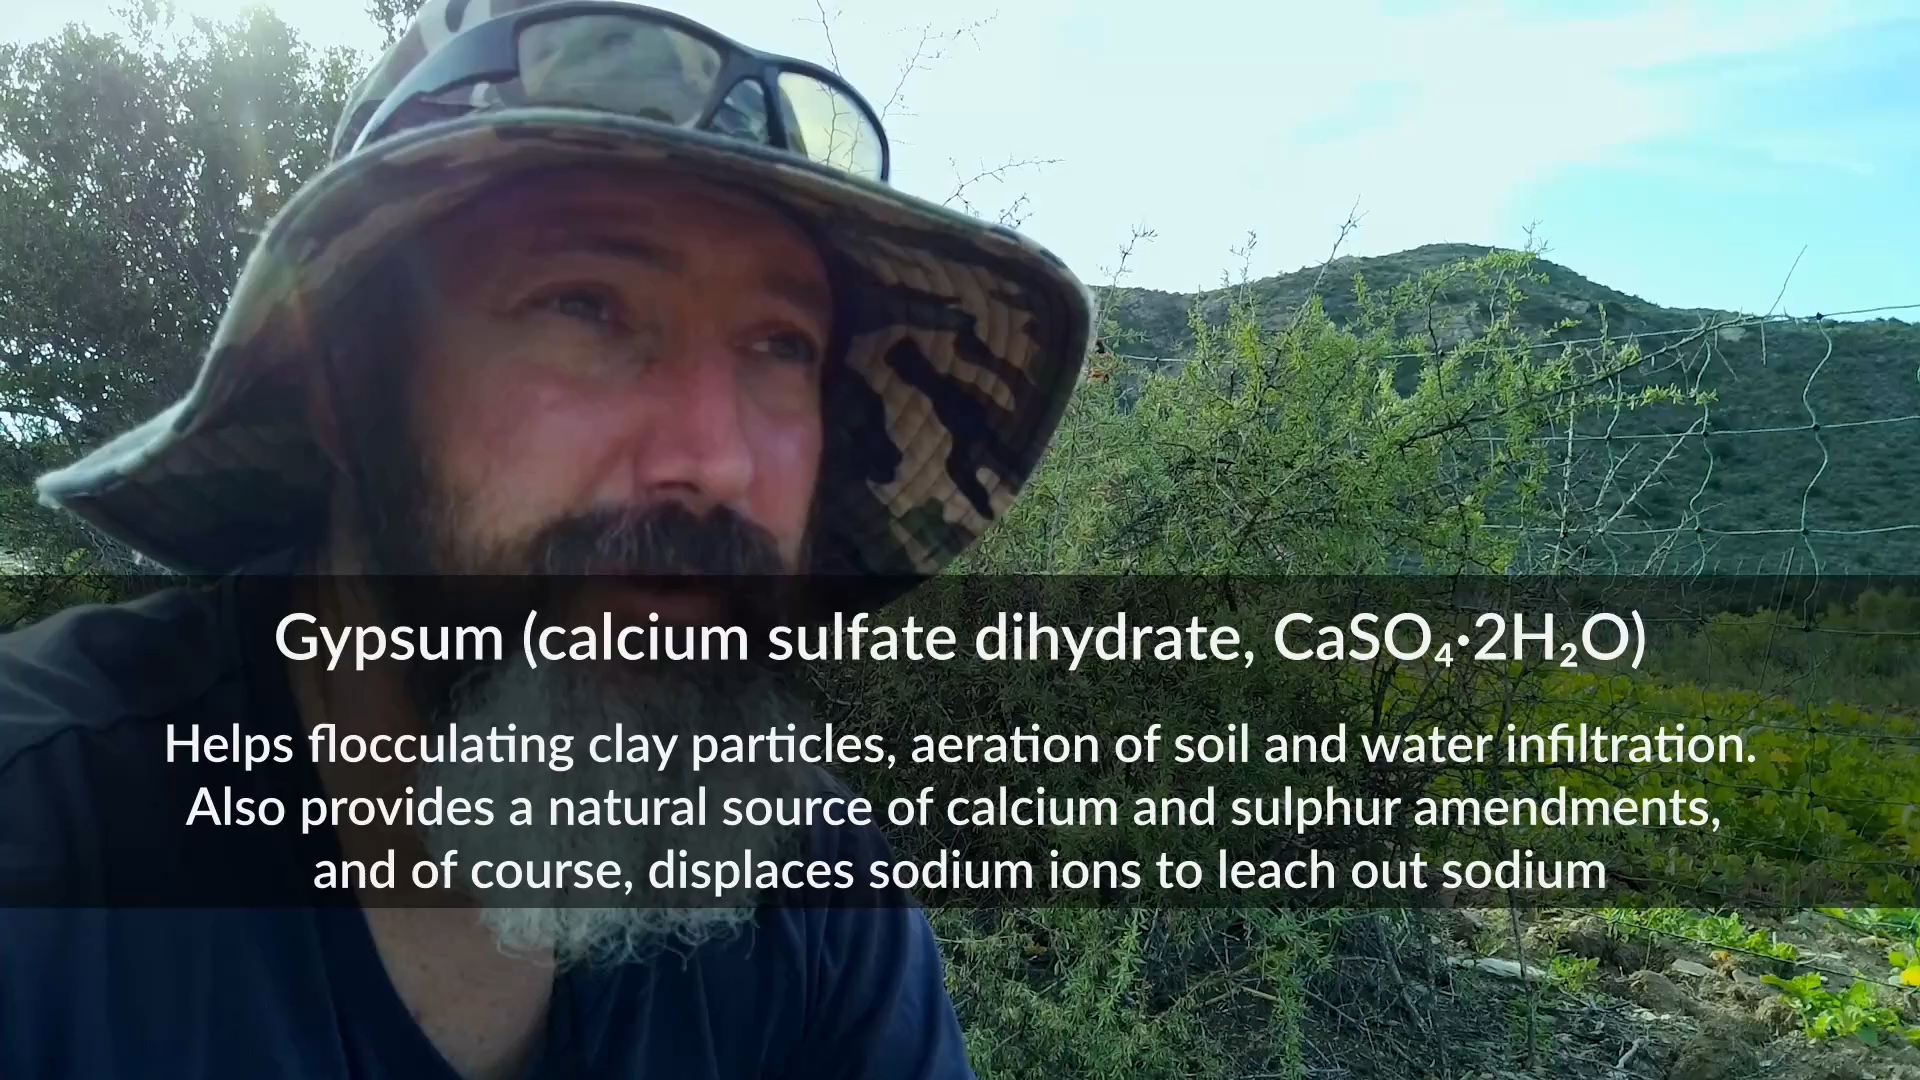 Gypsum (calcium sulfate dihydrate, CaSO₄·2H₂O)
Helps flocculating clay particles, aeration of soil and water infiltration.
Also provides a natural source of calcium and sulphur amendments,
and of course, displaces sodium ions to leach out sodium